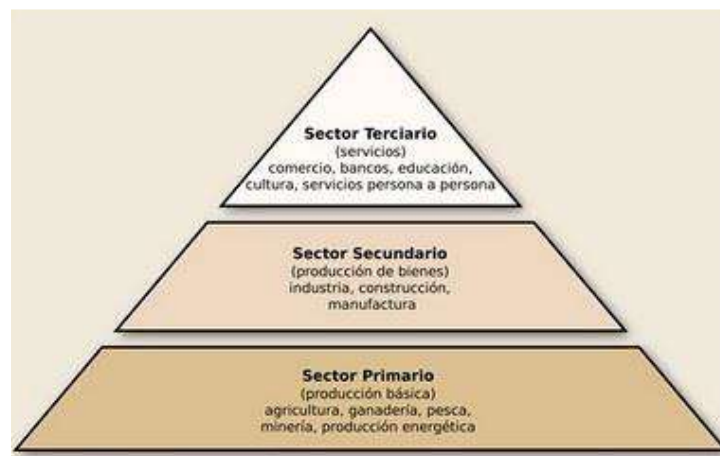 Sector Terciario
(servicios)
comercio, bancos, educación,
cultura, servicios persona a persona
Sector Secundario
(producción de bienes)
industria, construcción,
manufactura
Sector Primario
(producción básica)
agricultura, ganadería, pesca,
minería, producción energética